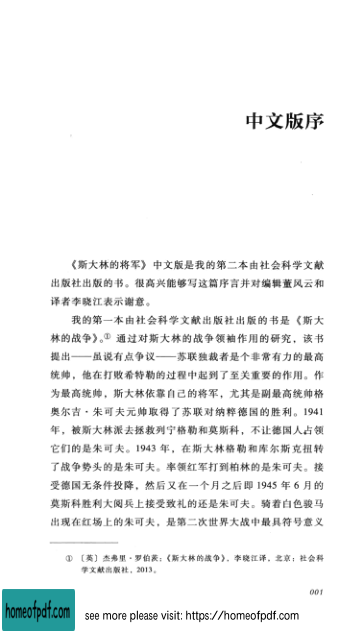 中文版序
《斯大林的将军》中文版是我的第二本由社会科学文献
出版社出版的书。很高兴能够写这篇序言并对编辑董风云和
译者李晓江表示谢意。
我的第一本由社会科学文献出版社出版的书是《斯大
林的战争》。① 通过对斯大林的战争领袖作用的研究，该书
提出——虽说有点争议——苏联独裁者是个非常有力的最高
统帅，他在打败希特勒的过程中起到了至关重要的作用。作
为最高统帅，斯大林依靠自己的将军，尤其是副最高统帅格
奥尔吉·朱可夫元帅取得了苏联对纳粹德国的胜利。1941
年，被斯大林派去拯救列宁格勒和莫斯科，不让德国人占领
它们的是朱可夫。1943 年，在斯大林格勒和库尔斯克扭转
了战争势头的是朱可夫。率领红军打到柏林的是朱可夫。接
受德国无条件投降，然后又在一个月之后即 1945 年 6 月的
莫斯科胜利大阅兵上接受致礼的还是朱可夫。骑着白色骏马
出现在红场上的朱可夫，是第二次世界大战中最具符号意义
① 〔英〕杰弗里·罗伯茨：《斯大林的战争》，李晓江译，北京：社会科
学文献出版社，2013。
001
homeofpdf.com
see more please visit: https://homeofpdf.com